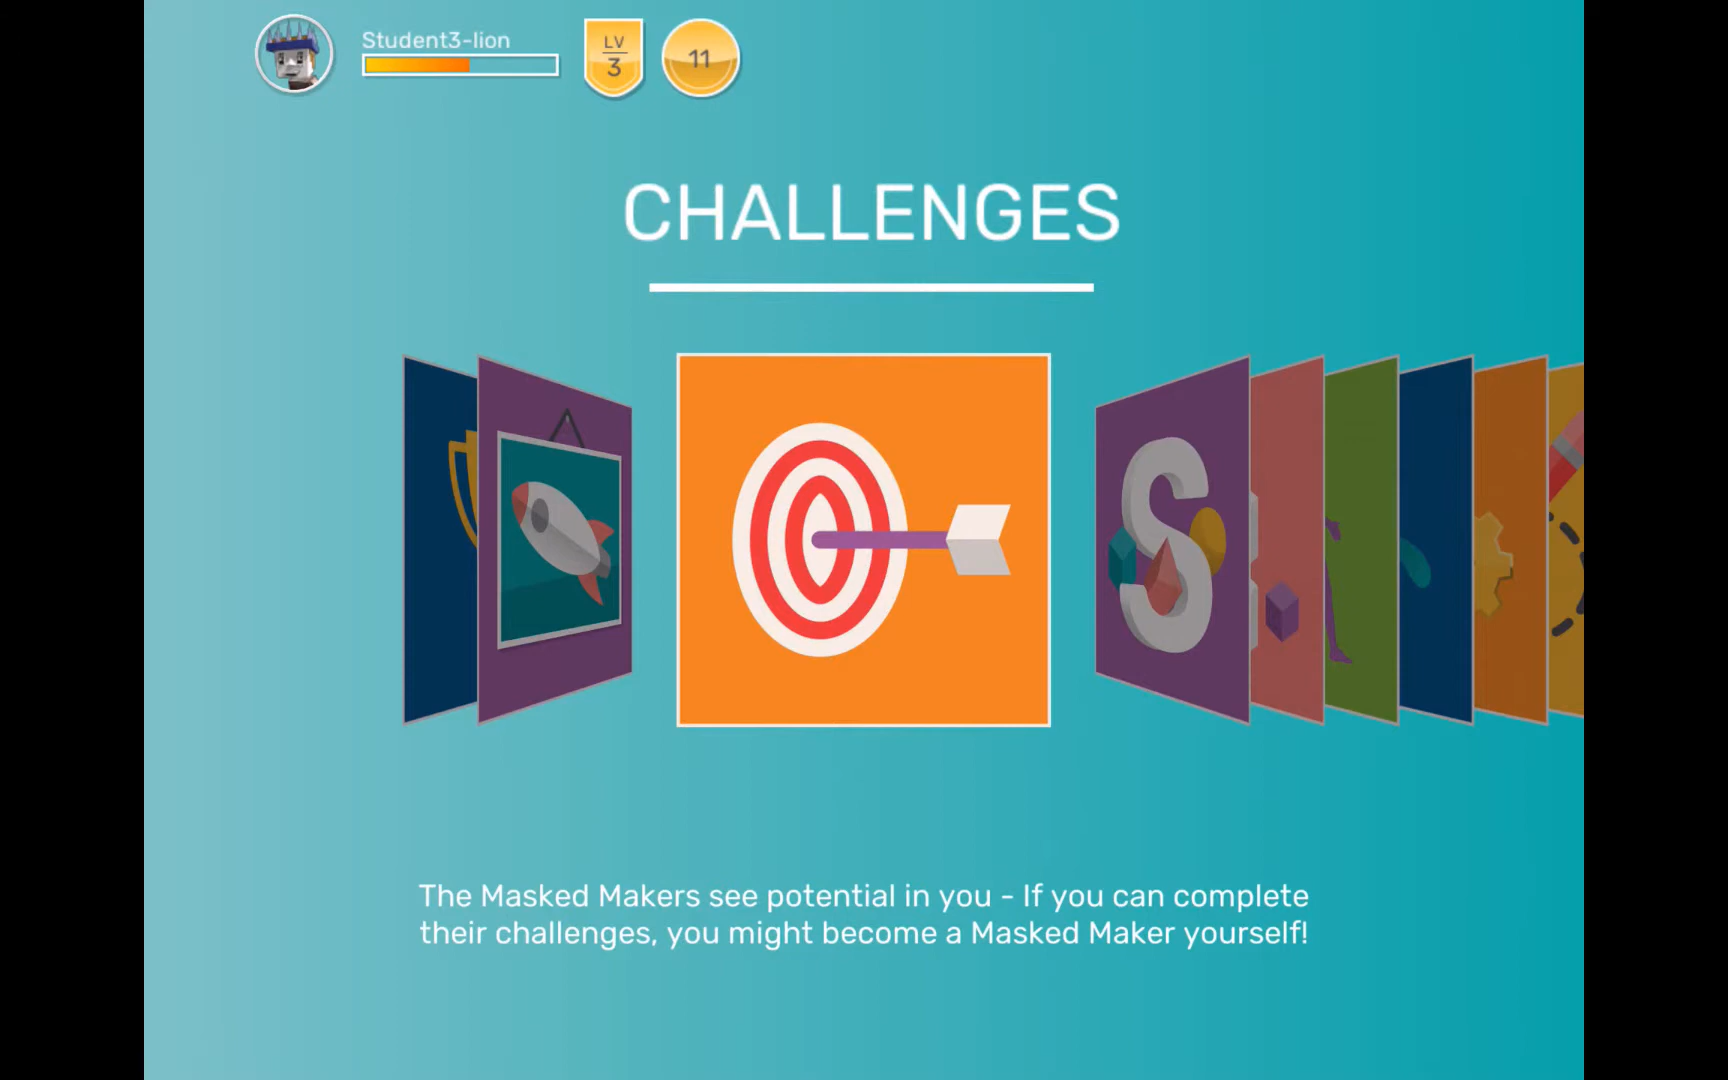 Student3-lion
LV
3
11
CHALLENGES
S
The Masked Makers see potential in you - If you can complete
their challenges, you might become a Masked Maker yourself!